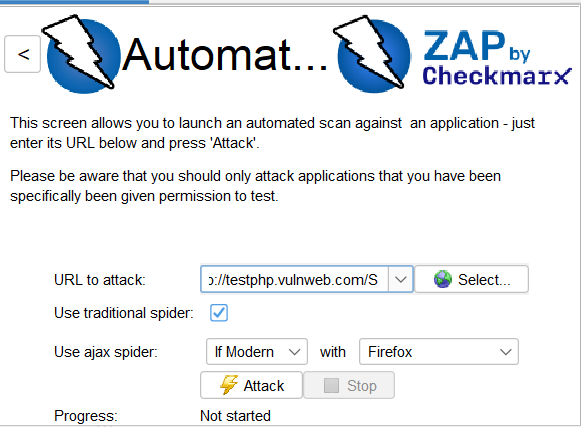 <
Automat...
ZAP by
Checkmarx
This screen allows you to launch an automated scan against  an application - just
enter its URL below and press 'Attack'.
Please be aware that you should only attack applications that you have been
specifically been given permission to test.
URL to attack: ://testphp.vulnweb.com/S Select...
Use traditional spider:
Use ajax spider: If Modern with Firefox
Attack Stop
Progress: Not started